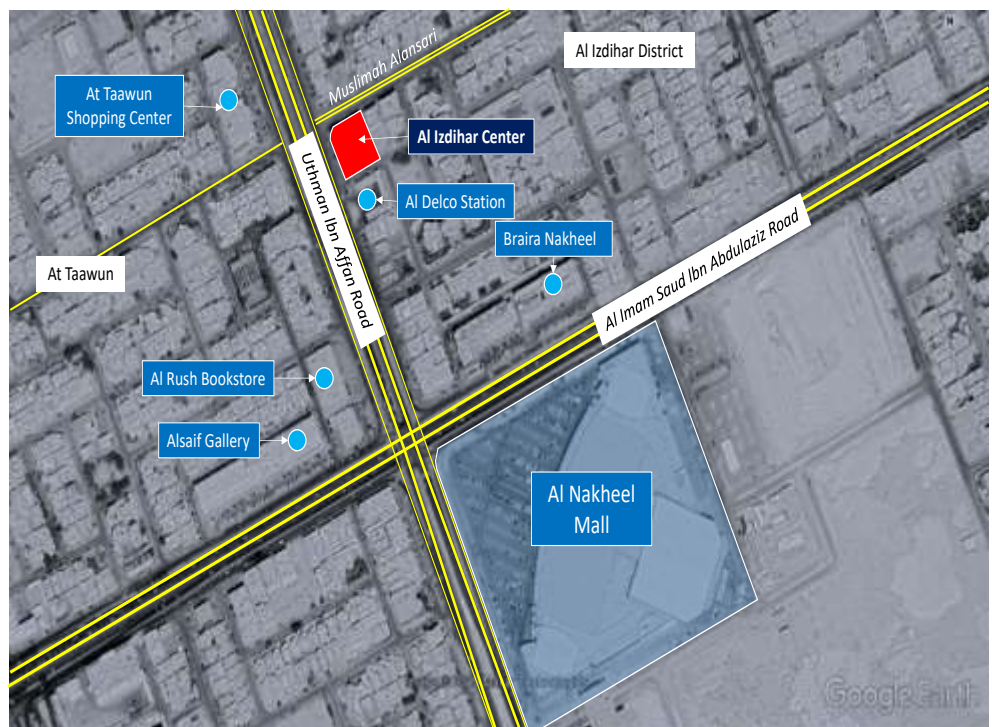 N
Al Izdihar District
Muslimah Alansari
At Taawun
Shopping Center
Al Izdihar Center
Uthman Ibn Affan Road
Al Delco Station
Braira Nakheel
Al Imam Saud Ibn Abdulaziz Road
At Taawun
Al Rush Bookstore
Alsaif Gallery
Al Nakheel
Mall
Google Earth